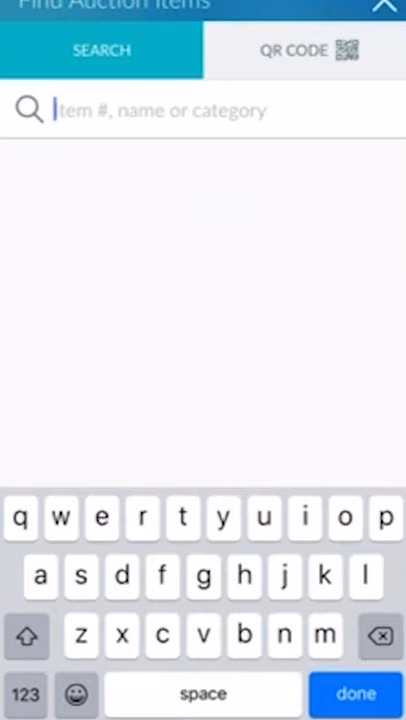 Find Auction Items
SEARCH
QR CODE
Item #, name or category
q w e r t y u i o p
a s d f g h j k l
z x c v b n m
123 space done